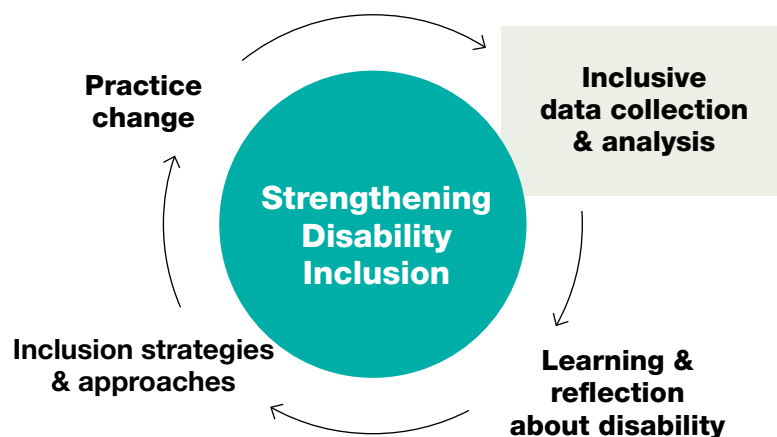 Practice
change
Inclusive
data collection
& analysis
Strengthening
Disability
Inclusion
Inclusion strategies
& approaches
Learning &
reflection
about disability